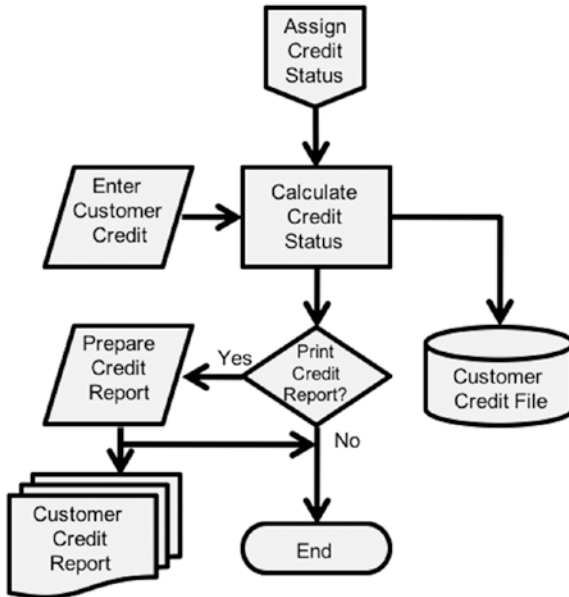 Assign
Credit
Status
Enter
Customer
Credit
Calculate
Credit
Status
Prepare
Credit
Report
Yes
Print
Credit
Report?
Customer
Credit File
No
Customer
Credit
Report
End